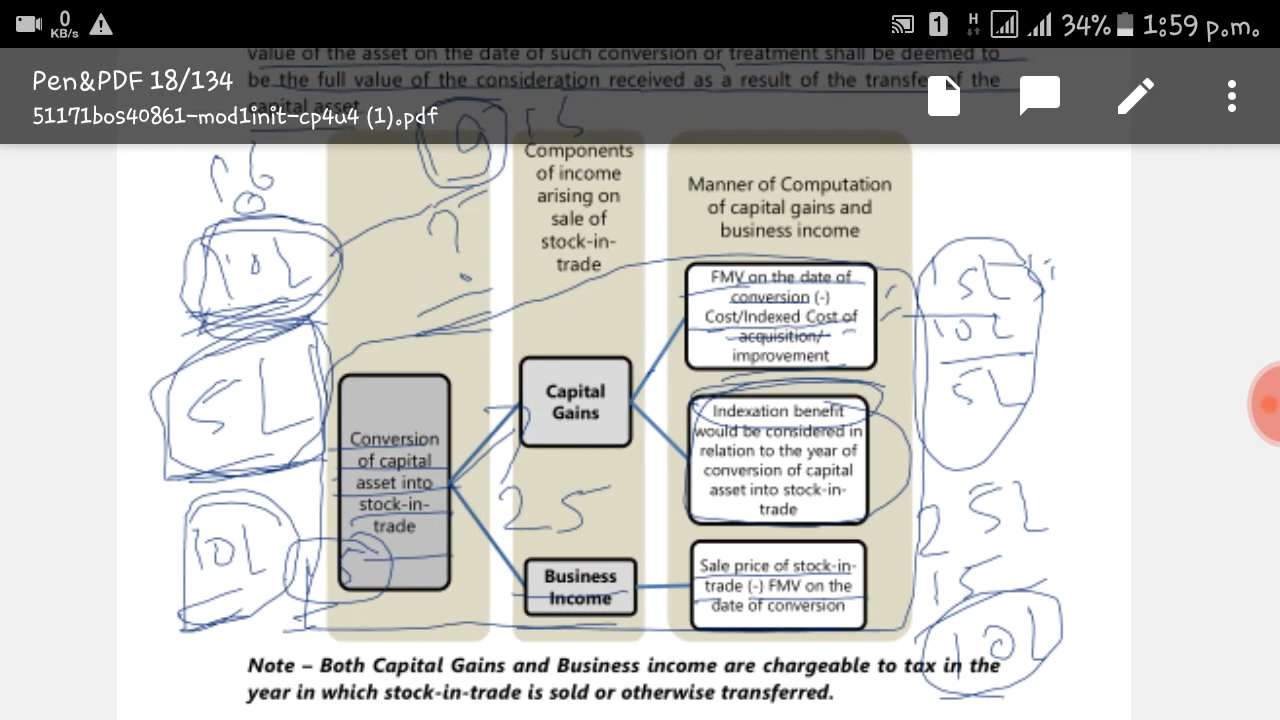 0
KB/s
1
H
34%
1:59 p.m.
value of the asset on the date of such conversion or treatment shall be deemed to
be the full value of the consideration received as a result of the transfer of the
capital asset
Pen&PDF 18/134
51171bos40861-mod1init-cp4u4 (1).pdf
Components
of income
arising on
sale of
stock-in-
trade
Manner of Computation
of capital gains and
business income
10L
5L
10L
?
15
25
Conversion
of capital
asset into
stock-in-
trade
Capital
Gains
Business
Income
FMV on the date of
conversion (-)
Cost/Indexed Cost of
acquisition/
improvement
Indexation benefit
would be considered in
relation to the year of
conversion of capital
asset into stock-in-
trade
Sale price of stock-in-
trade (-) FMV on the
date of conversion
15L
10L
5L
25L
15
10L
Note – Both Capital Gains and Business income are chargeable to tax in the
year in which stock-in-trade is sold or otherwise transferred.